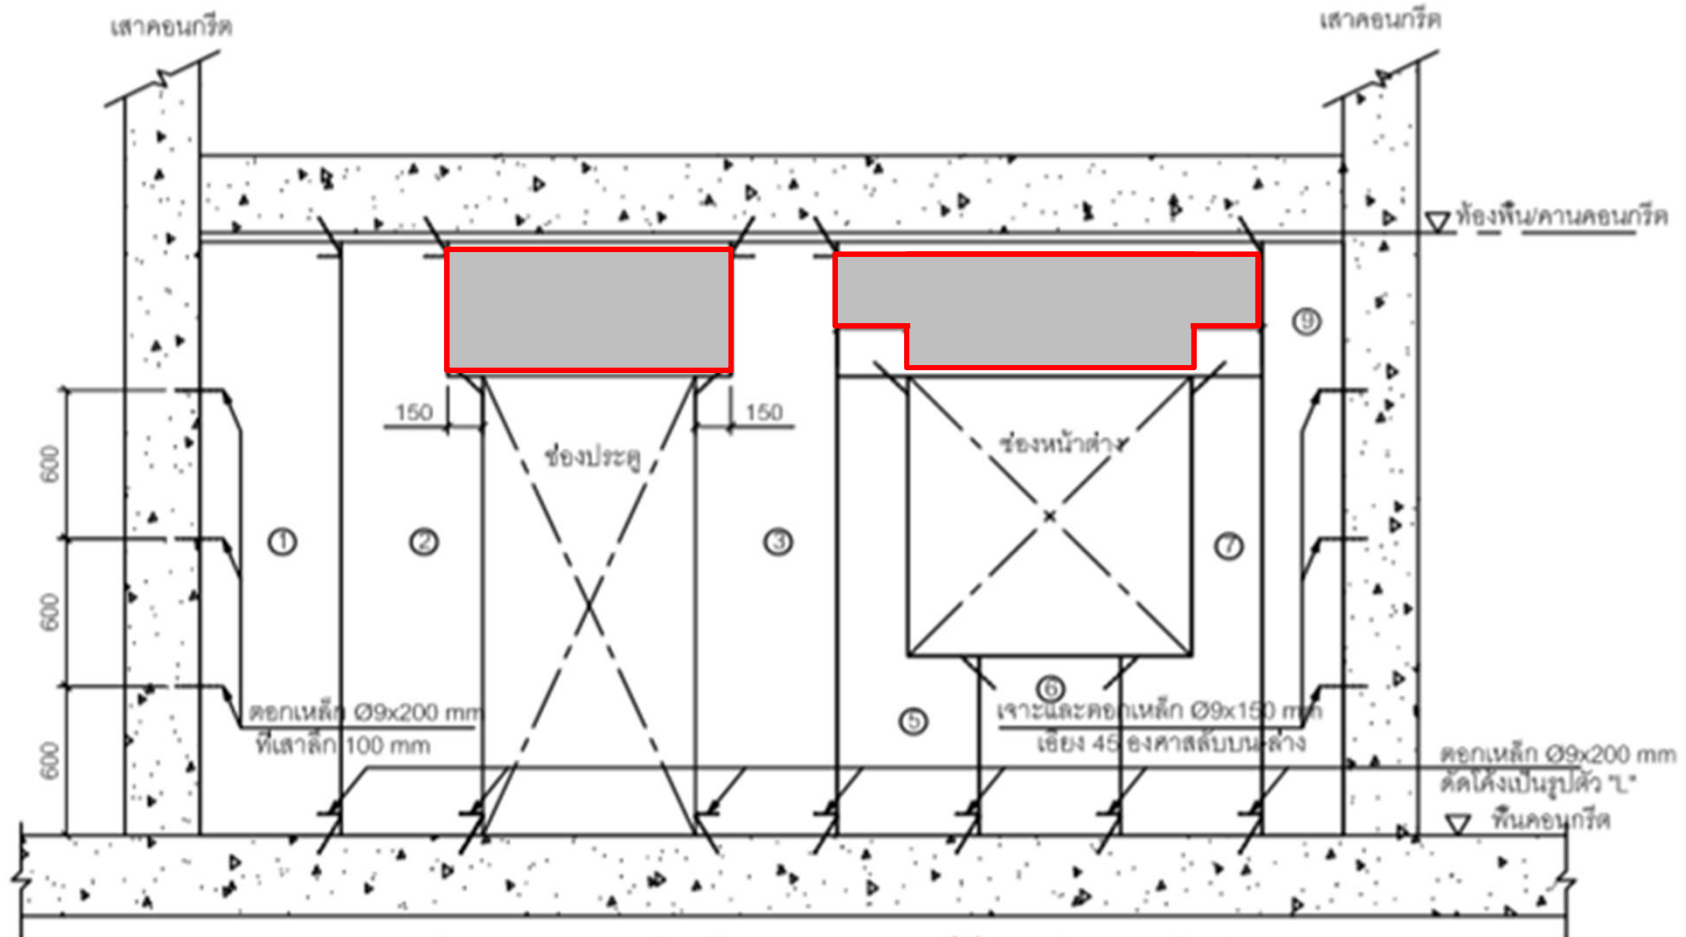 เสาคอนกรีต
เสาคอนกรีต
ท้องพื้น/คานคอนกรีต
⑨
150
150
ช่องประตู
ช่องหน้าต่าง
600
①
②
③
⑦
600
⑥
⑤
ตอกเหล็ก Ø9x200 mm
ที่เสาลึก 100 mm
เจาะและตอกเหล็ก Ø9x150 mm
เอียง 45 องศาสลับบน-ล่าง
600
ตอกเหล็ก Ø9x200 mm
ดัดโค้งเป็นรูปตัว "L"
พื้นคอนกรีต